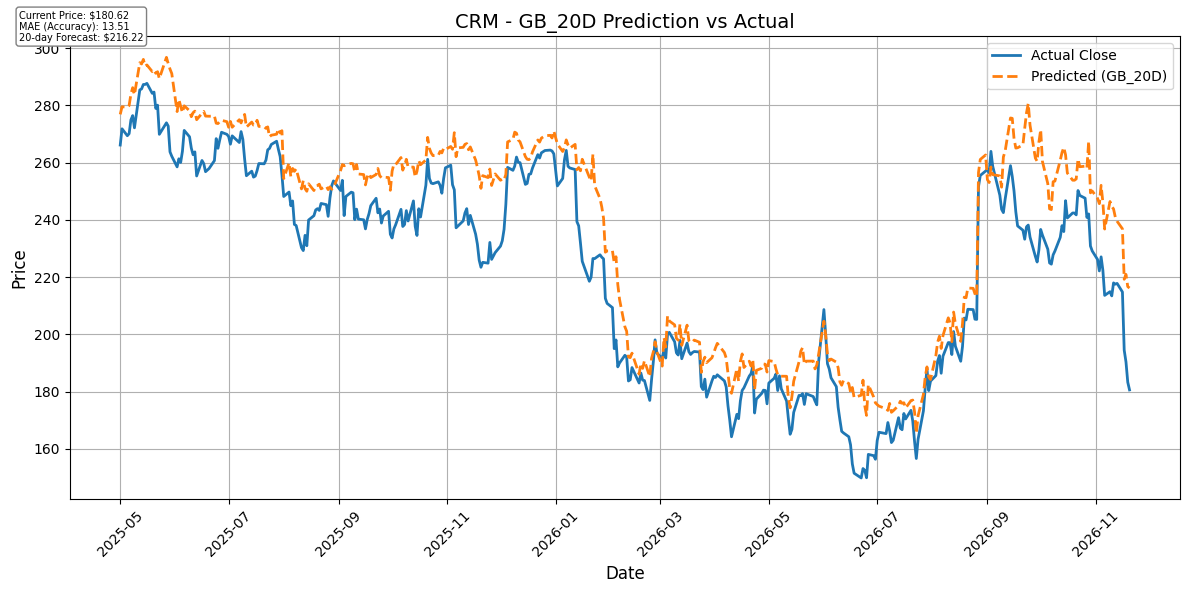 CRM - GB_20D Prediction vs Actual
Current Price: $180.62
MAE (Accuracy): 13.51
20-day Forecast: $216.22
Actual Close
Predicted (GB_20D)
Price
300
280
260
240
220
200
180
160
2025-05
2025-07
2025-09
2025-11
2026-01
2026-03
2026-05
2026-07
2026-09
2026-11
Date